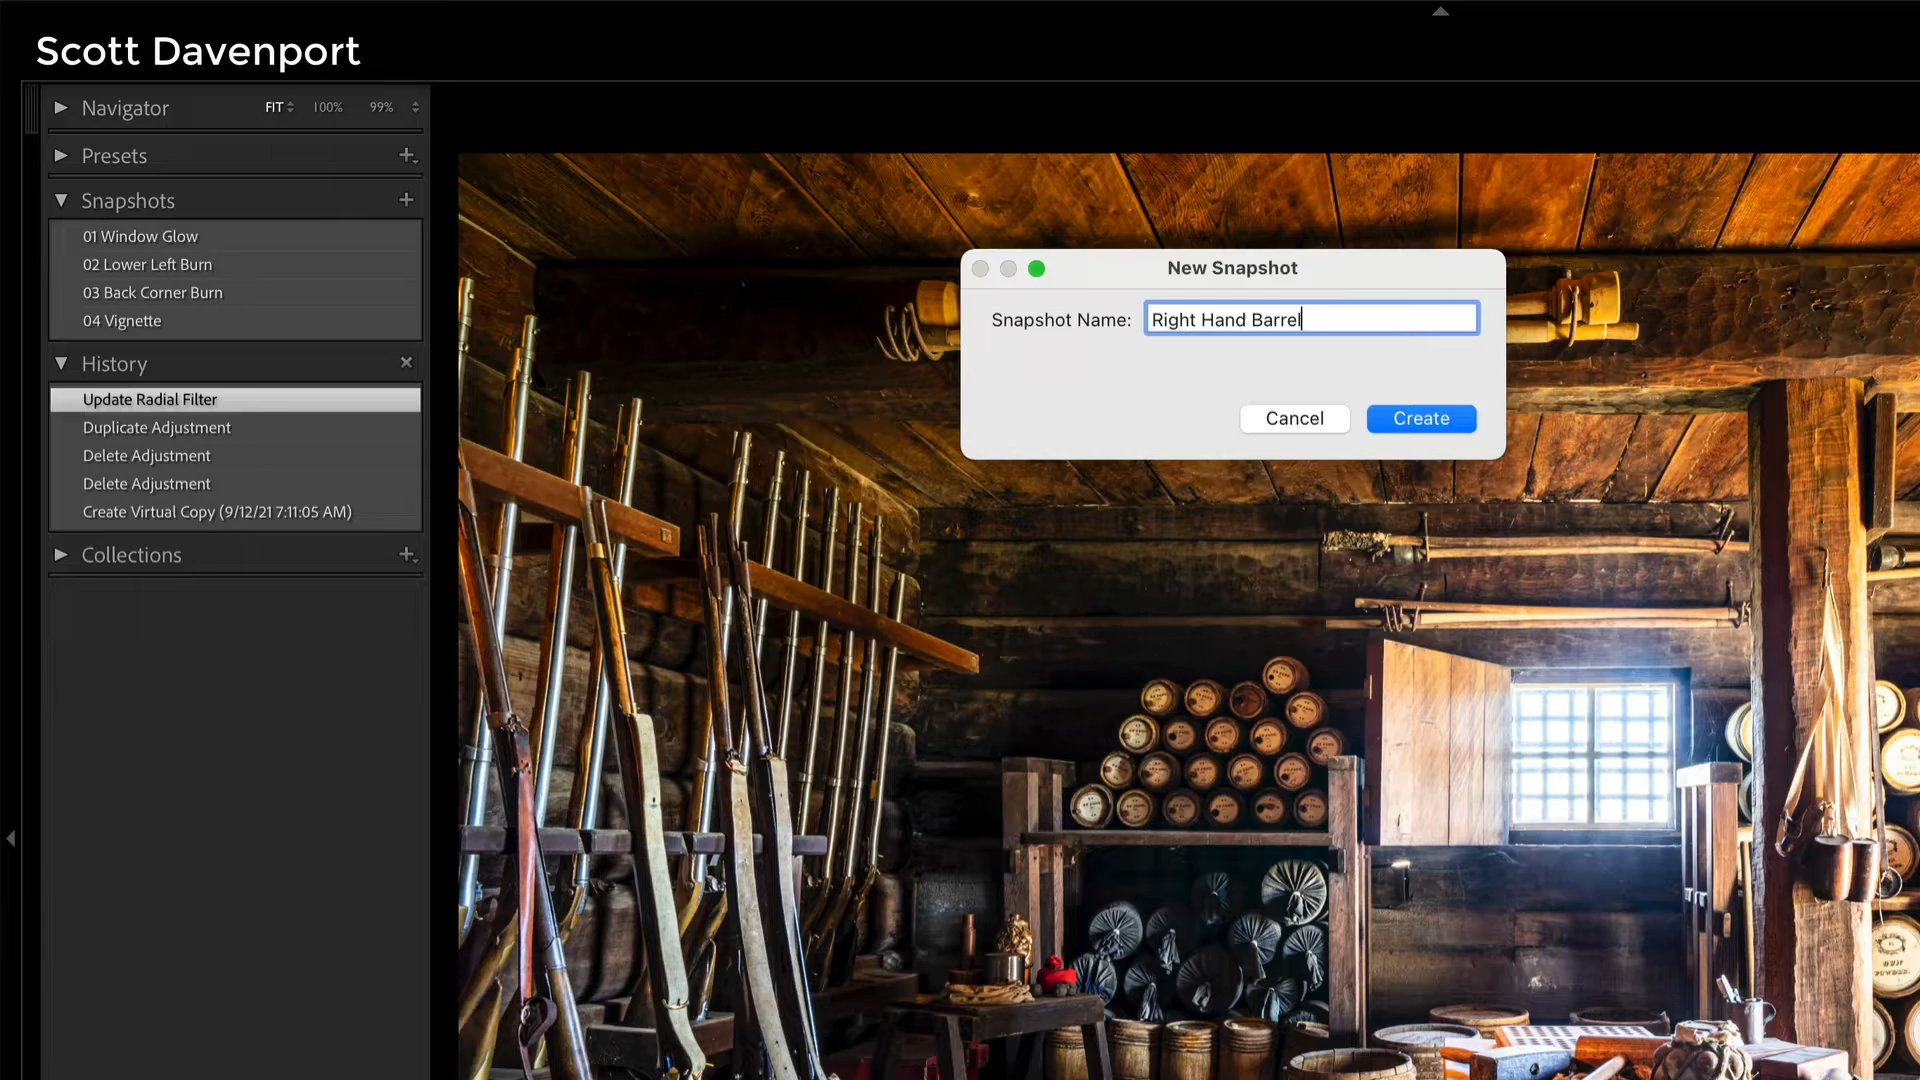 Scott Davenport
Navigator FIT 100% 99%
Presets
Snapshots
01 Window Glow
02 Lower Left Burn
03 Back Corner Burn
04 Vignette
History
Update Radial Filter
Duplicate Adjustment
Delete Adjustment
Delete Adjustment
Create Virtual Copy (9/12/21 7:11:05 AM)
Collections
New Snapshot
Snapshot Name: Right Hand Barrel
Cancel Create
GUN
POWDER.